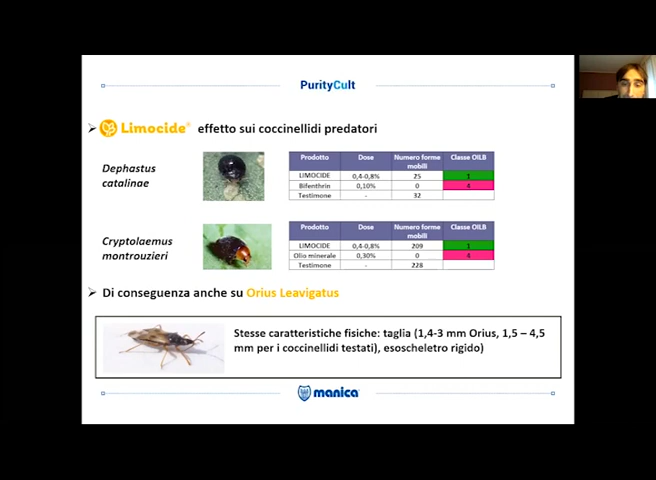 PurityCult
➢ Limocide® effetto sui coccinellidi predatori
Dephastus
catalinae
Prodotto Dose Numero forme mobili Classe OILB
LIMOCIDE 0,4-0,8% 25 1
Bifenthrin 0,10% 0 4
Testimone - 32
Cryptolaemus
montrouzieri
Prodotto Dose Numero forme mobili Classe OILB
LIMOCIDE 0,4-0,8% 209 1
Olio minerale 0,30% 0 4
Testimone - 228
➢ Di conseguenza anche su Orius Leavigatus
Stesse caratteristiche fisiche: taglia (1,4-3 mm Orius, 1,5 – 4,5
mm per i coccinellidi testati), esoscheletro rigido)
manica